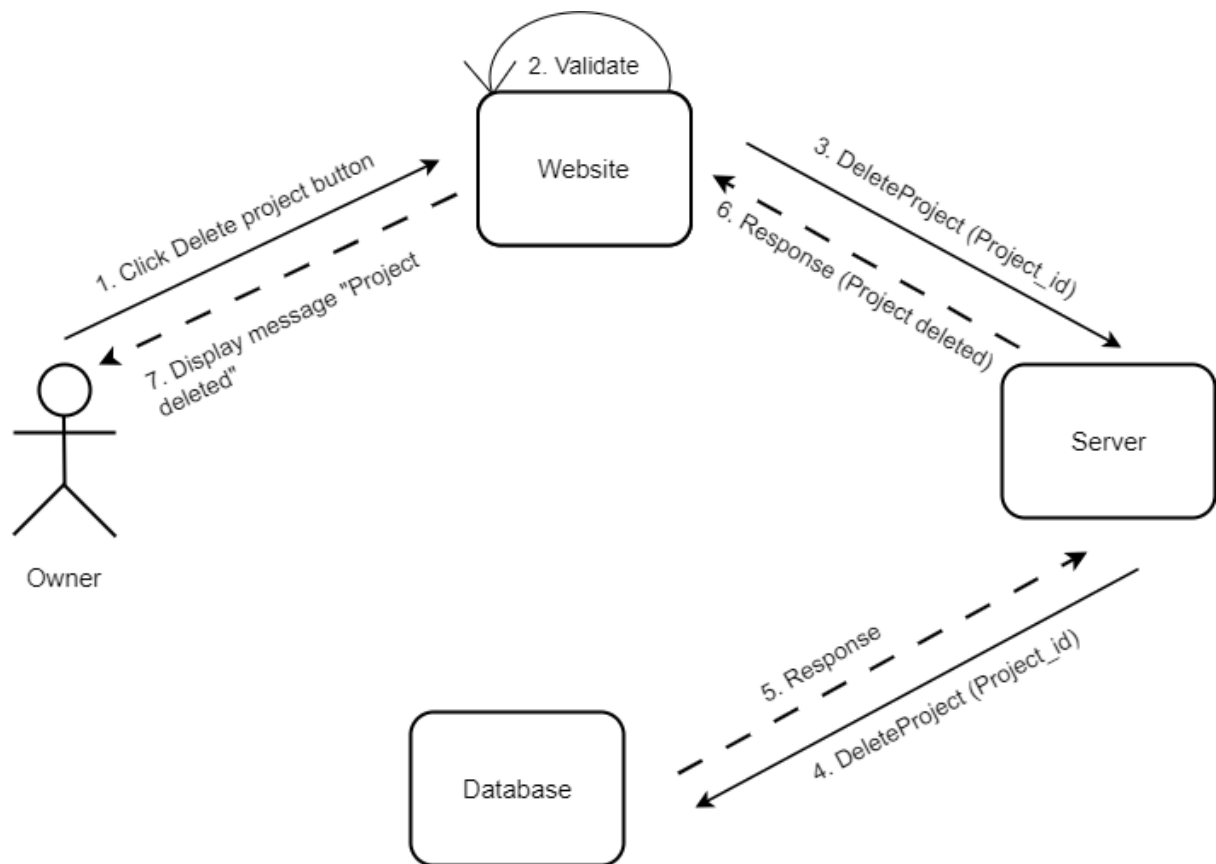 2. Validate
Website
1. Click Delete project button
3. DeleteProject (Project_id)
6. Response (Project deleted)
7. Display message "Project
deleted"
Server
Owner
5. Response
4. DeleteProject (Project_id)
Database